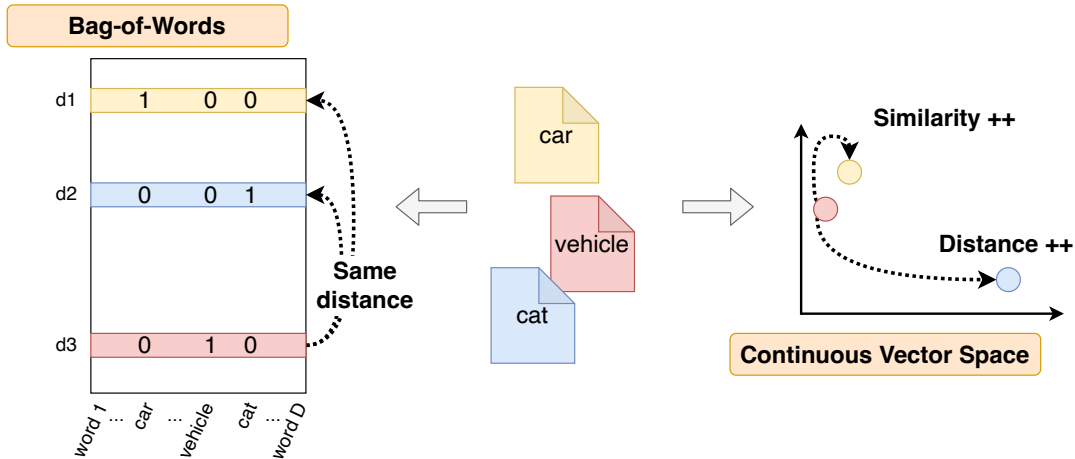 Bag-of-Words
d1 1 0 0
d2 0 0 1
Same
distance
d3 0 1 0
word 1 ... car ... vehicle cat ... word D
car
vehicle
cat
Similarity ++
Distance ++
Continuous Vector Space